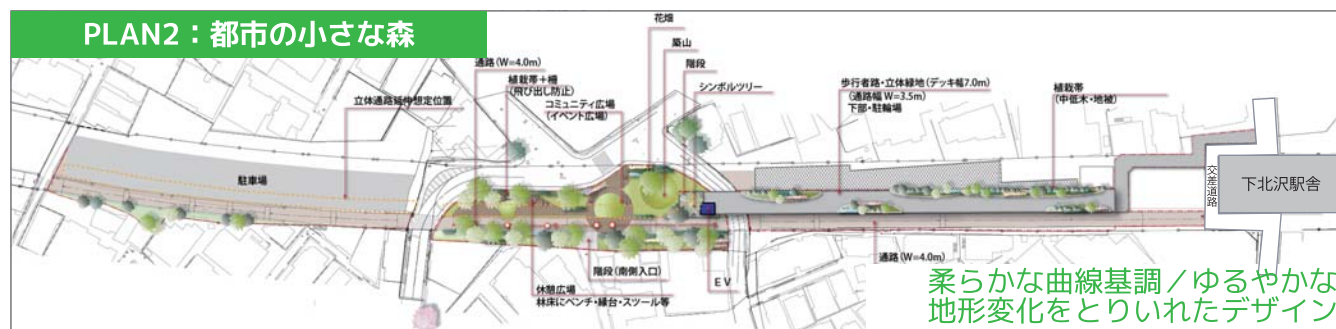 PLAN2:都市の小さな森
花畑
築山
通路(W=4.0m)
階段
植栽帯+柵
(飛び出し防止)
シンボルツリー
歩行者路・立体緑地(デッキ幅7.0m)
(通路幅 W=3.5m)
下部・駐輪場
植栽帯
(中低木・地被)
立体通路延伸想定位置
コミュニティ広場
(イベント広場)
駐車場
交差道路
下北沢駅舎
階段(南側入口)
通路(W=4.0m)
休憩広場
林床にベンチ・縁台・スツール等
EV
柔らかな曲線基調/ゆるやかな
地形変化をとりいれたデザイン